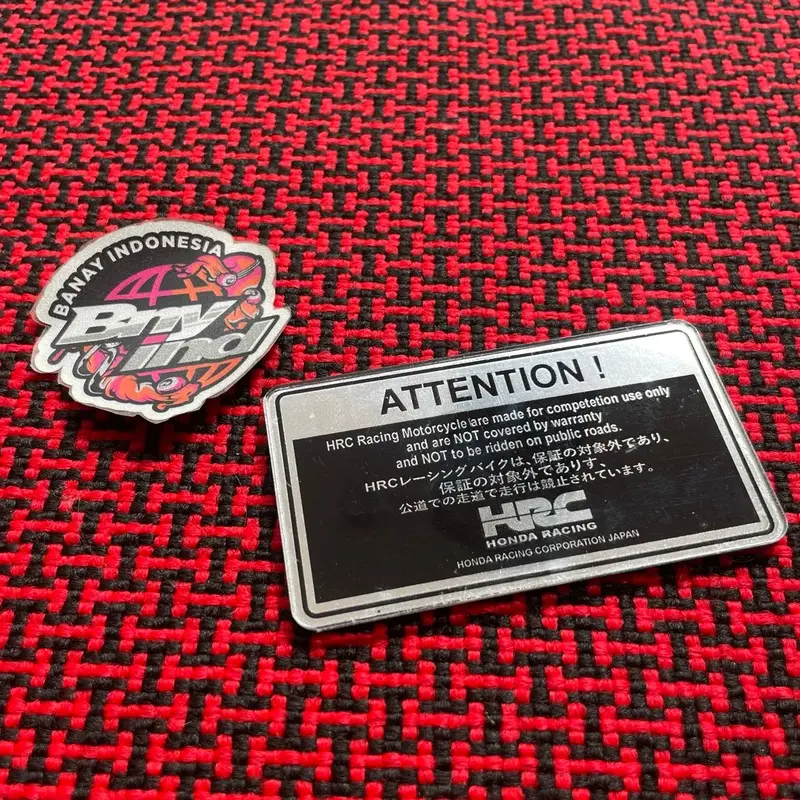 BANAY INDONESIA
Bny
ind
ATTENTION !
HRC Racing Motórcycle are made for competetion use only
and are NOT covered by warranty
and NOT to be ridden on public roads.
HRCレーシングバイクは、保証の対象外であり、
保証の対象外でありす、
公道での走道で走行は競止されています。
HRC
HONDA RACING
HONDA RACING CORPORATION JAPAN